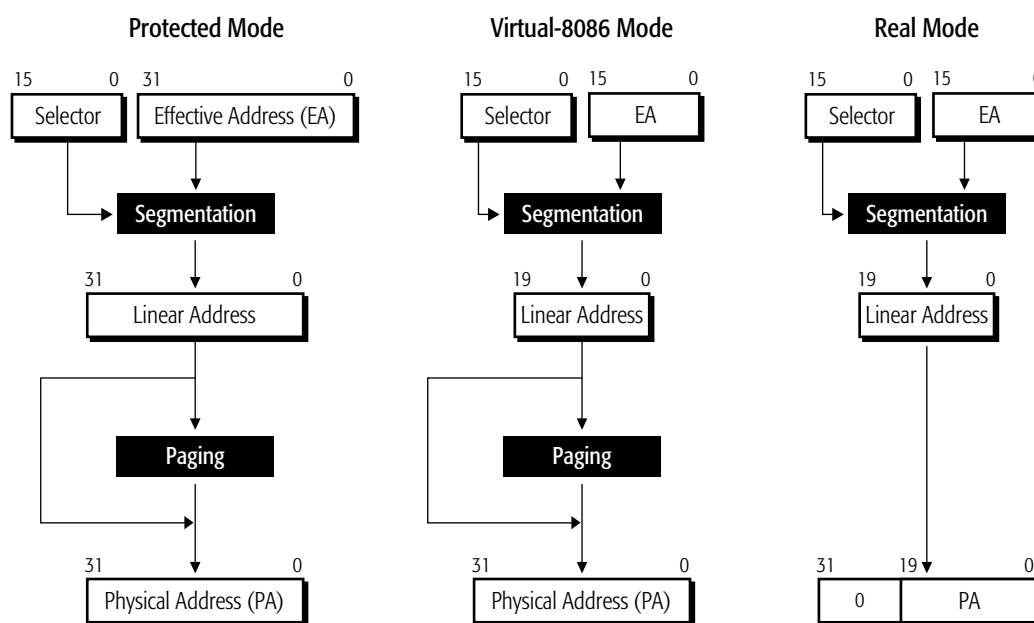 Protected Mode
15 0 31 0
Selector
Effective Address (EA)
Segmentation
31 0
Linear Address
Paging
31 0
Physical Address (PA)
Virtual-8086 Mode
15 0 15 0
Selector
EA
Segmentation
19 0
Linear Address
Paging
31 0
Physical Address (PA)
Real Mode
15 0 15 0
Selector
EA
Segmentation
19 0
Linear Address
31 19 0
0
PA